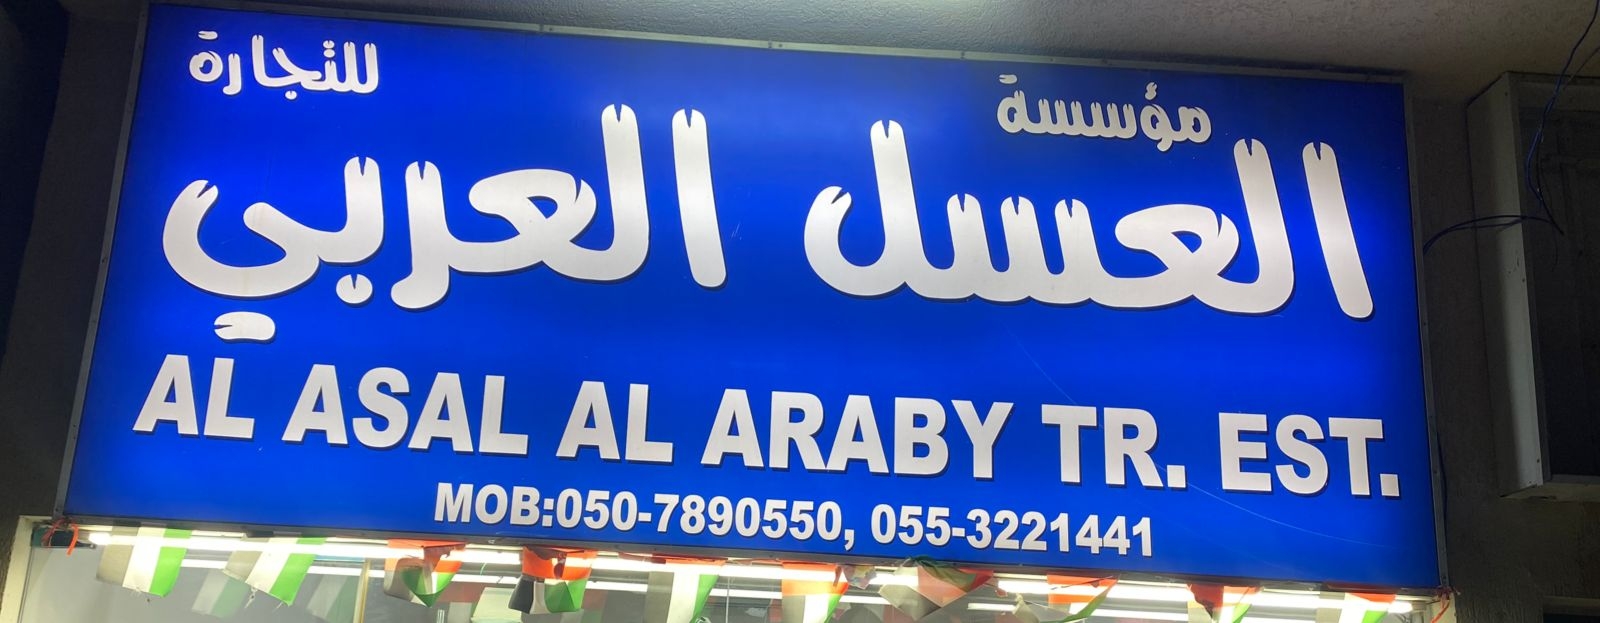 مؤسسة
العسل العربي
للتجارة
AL ASAL AL ARABY TR. EST.
MOB:050-7890550, 055-3221441